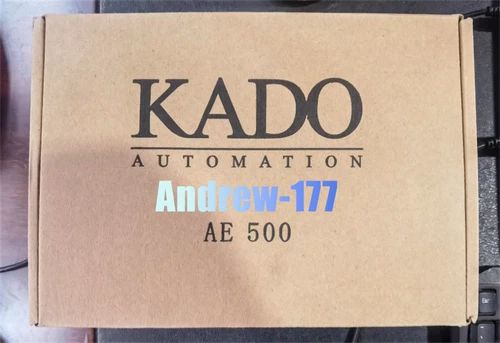 KADO
AUTOMATION
Andrew-177
AE 500